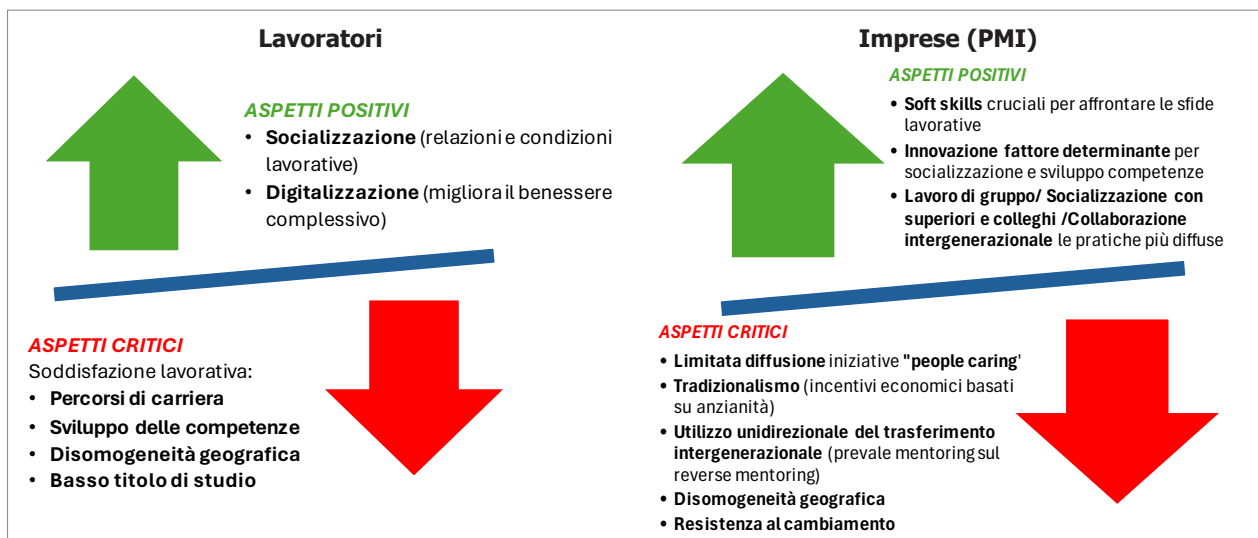 Lavoratori
ASPETTI POSITIVI
• Socializzazione (relazioni e condizioni
lavorative)
• Digitalizzazione (migliora il benessere
complessivo)
ASPETTI CRITICI
Soddisfazione lavorativa:
• Percorsi di carriera
• Sviluppo delle competenze
• Disomogeneità geografica
• Basso titolo di studio
Imprese (PMI)
ASPETTI POSITIVI
• Soft skills cruciali per affrontare le sfide
lavorative
• Innovazione fattore determinante per
socializzazione e sviluppo competenze
• Lavoro di gruppo/ Socializzazione con
superiori e colleghi /Collaborazione
intergenerazionale le pratiche più diffuse
ASPETTI CRITICI
• Limitata diffusione iniziative "people caring'
• Tradizionalismo (incentivi economici basati
su anzianità)
• Utilizzo unidirezionale del trasferimento
intergenerazionale (prevale mentoring sul
reverse mentoring)
• Disomogeneità geografica
• Resistenza al cambiamento